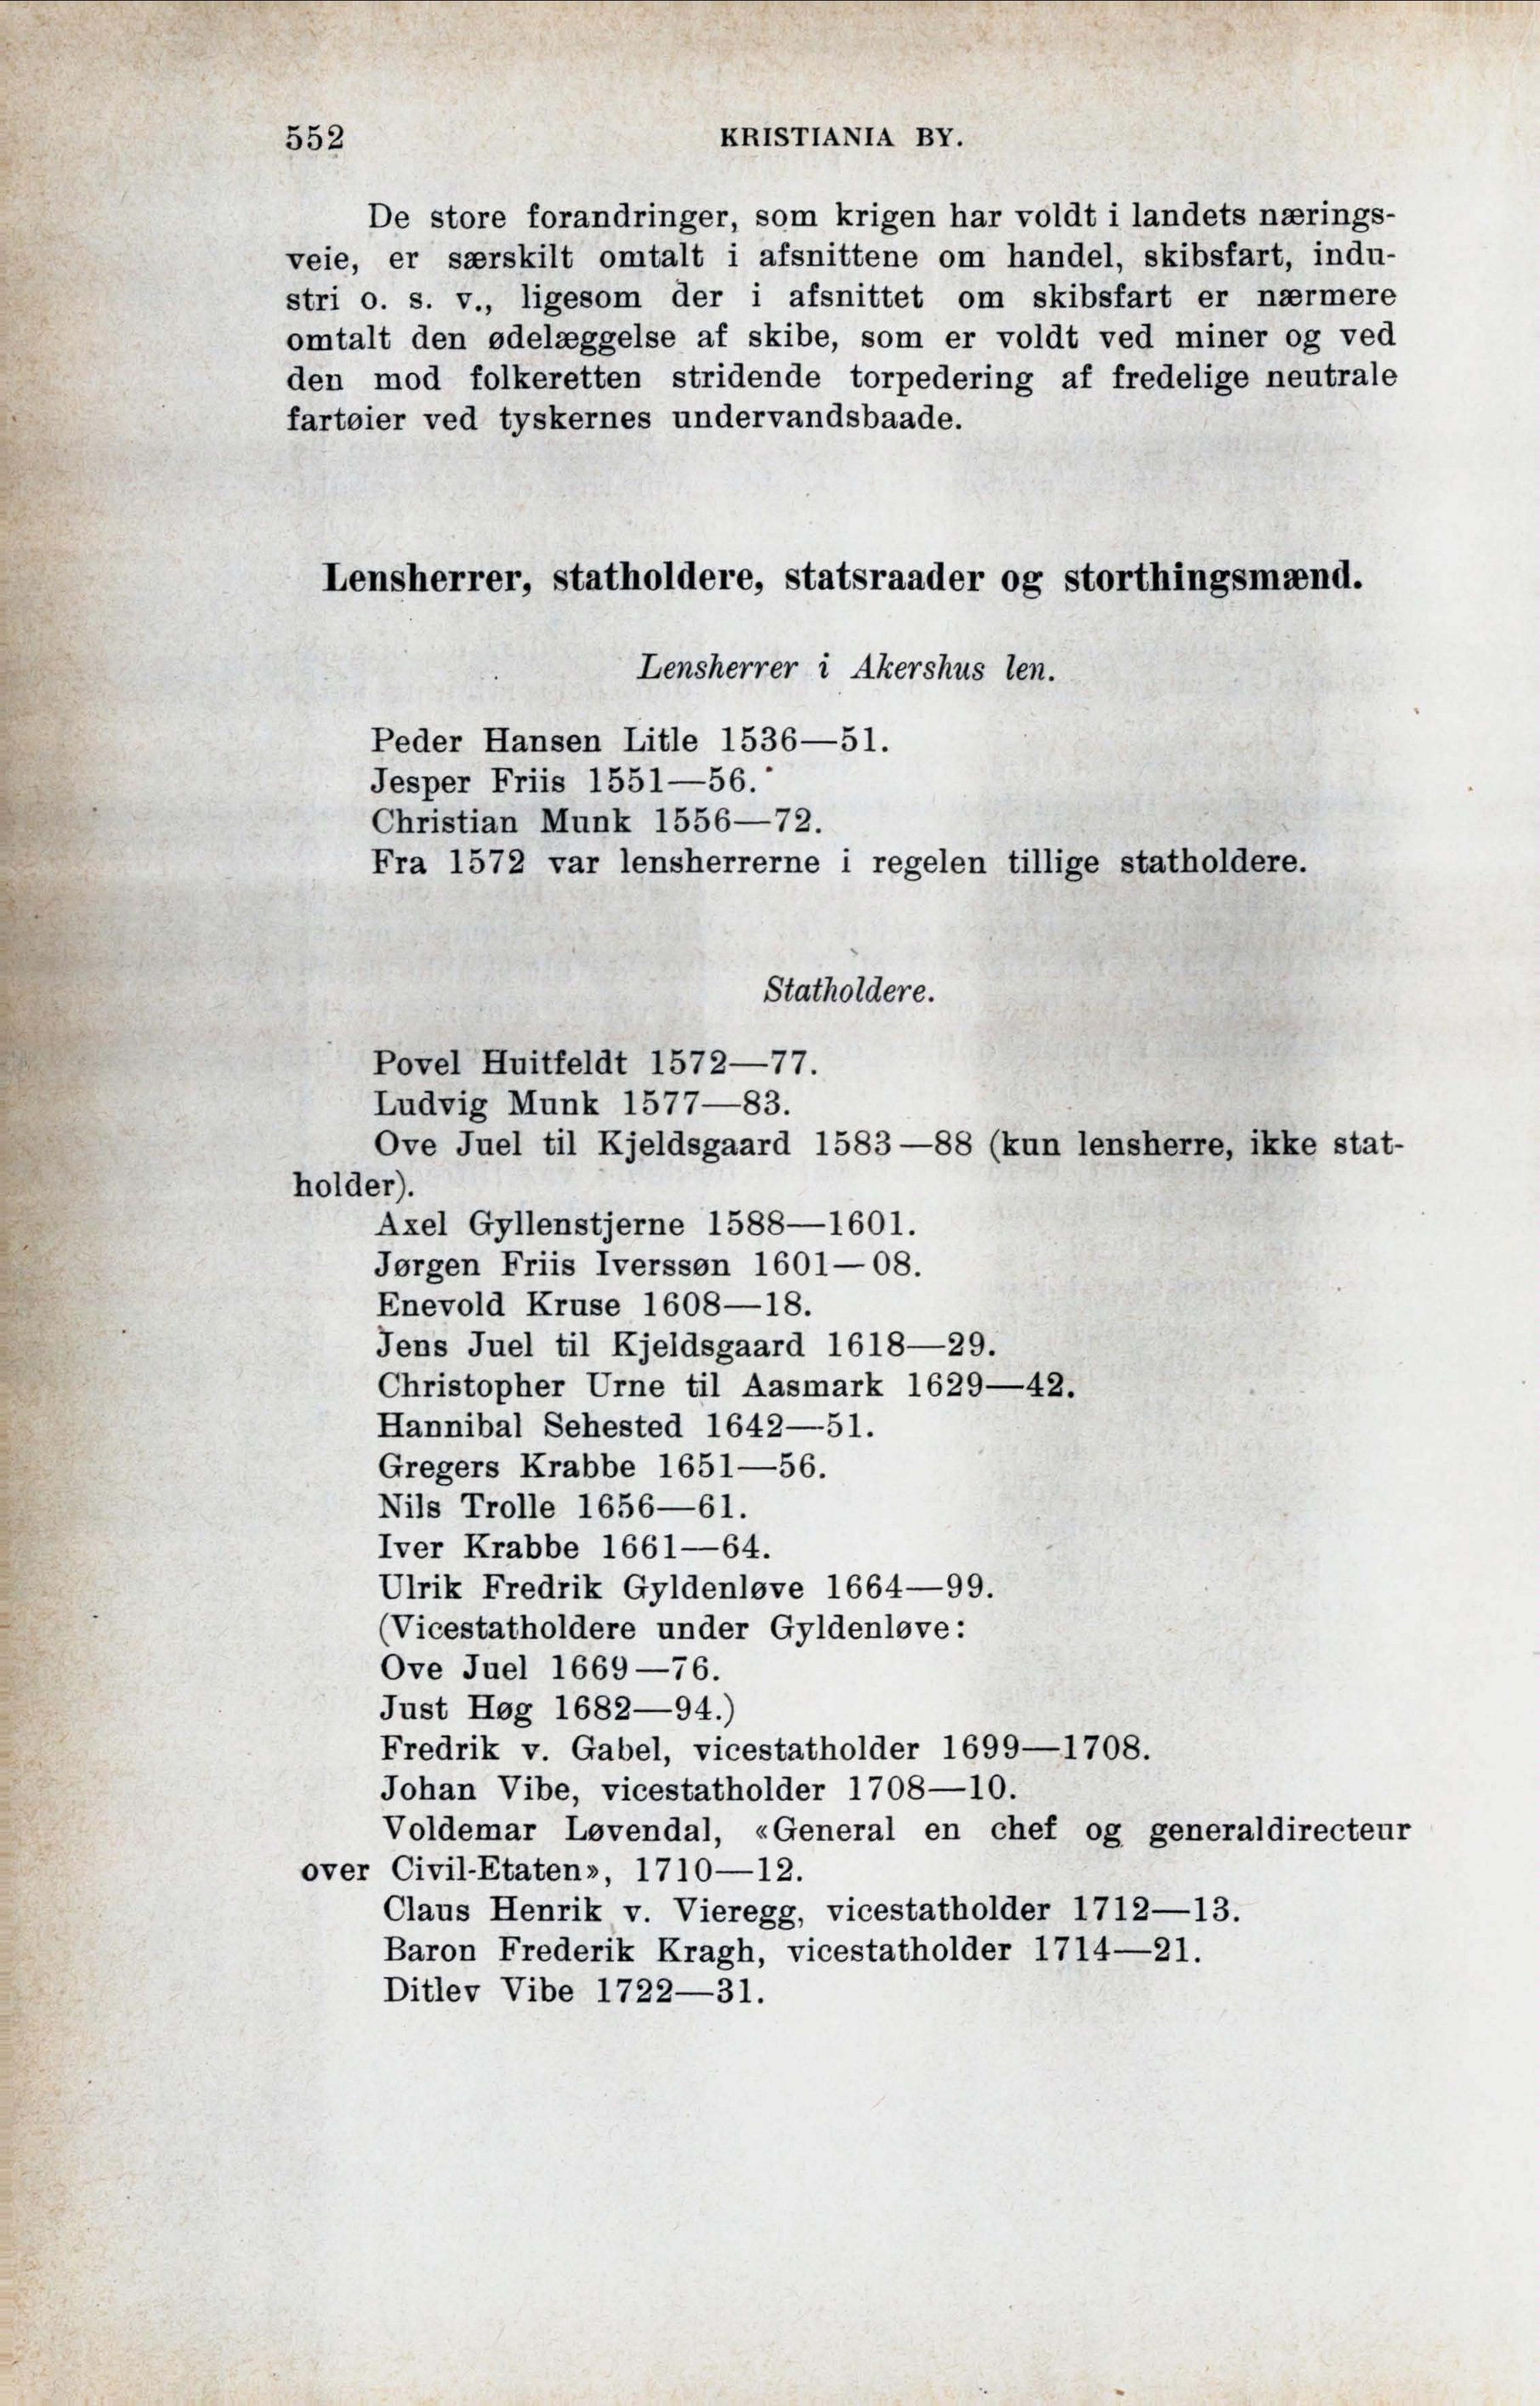 552
KRISTIANIA BY.
De store forandringer, som krigen har voldt i landets nærings-
veie, er særskilt omtalt i afsnittene om handel, skibsfart, indu-
stri o. s. v., ligesom der i afsnittet om skibsfart er nærmere
omtalt den ødelæggelse af skibe, som er voldt ved miner og ved
den mod folkeretten stridende torpedering af fredelige neutrale
fartøier ved tyskernes undervandsbaade.
Lensherrer, statholdere, statsraader og storthingsmænd.
Lensherrer i Akershus len.
Peder Hansen Litle 1536—51.
Jesper Friis 1551—56.
Christian Munk 1556—72.
Fra 1572 var lensherrerne i regelen tillige statholdere.
Statholdere.
Povel Huitfeldt 1572—77.
Ludvig Munk 1577—83.
Ove Juel til Kjeldsgaard 1583—88 (kun lensherre, ikke stat-
holder).
Axel Gyllenstjerne 1588—1601.
Jørgen Friis Iverssøn 1601—08.
Enevold Kruse 1608—18.
Jens Juel til Kjeldsgaard 1618—29.
Christopher Urne til Aasmark 1629—42.
Hannibal Sehested 1642—51.
Gregers Krabbe 1651—56.
Nils Trolle 1656—61.
Iver Krabbe 1661—64.
Ulrik Fredrik Gyldenløve 1664—99.
(Vicestatholdere under Gyldenløve:
Ove Juel 1669—76.
Just Høg 1682—94.)
Fredrik v. Gabel, vicestatholder 1699—1708.
Johan Vibe, vicestatholder 1708—10.
Voldemar Løvendal, «General en chef og generaldirecteur
over Civil-Etaten», 1710—12.
Claus Henrik v. Vieregg, vicestatholder 1712—13.
Baron Frederik Kragh, vicestatholder 1714—21.
Ditlev Vibe 1722—31.